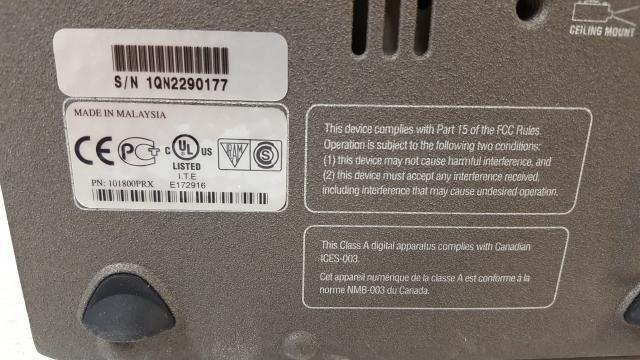 CEILING MOUNT
S/N 1QN2290177
MADE IN MALAYSIA
CE PG+ c UL US
LISTED
I.T.E
E172916
PN: 101800PRX
This device complies with Part 15 of the FCC Rules.
Operation is subject to the following two conditions:
(1) this device may not cause harmful interference, and
(2) this device must accept any interference received,
including interference that may cause undesired operation.
This Class A digital apparatus complies with Canadian
ICES-003.
Cet appareil numérique de la classe A est conforme à la
norme NMB-003 du Canada.